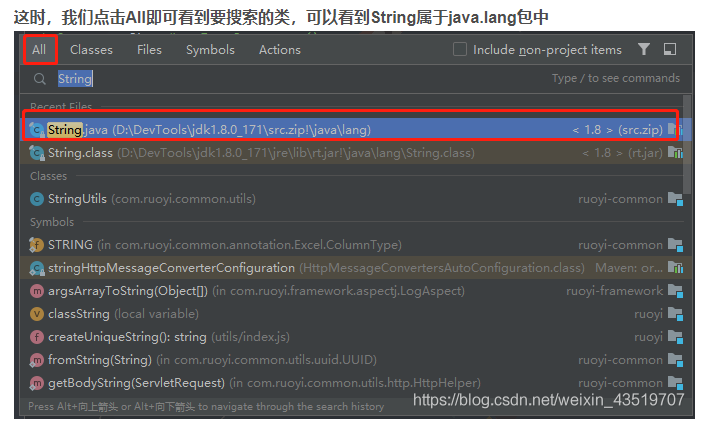 这时，我们点击All即可看到要搜索的类，可以看到String属于java.lang包中
All Classes Files Symbols Actions Include non-project items
String Type / to see commands
Recent Files
String.java (D:\DevTools\jdk1.8.0_171\src.zip!\java\lang) < 1.8 > (src.zip)
String.class (D:\DevTools\jdk1.8.0_171\jre\lib\rt.jar!\java\lang\String.class) < 1.8 > (rt.jar)
Classes
StringUtils (com.ruoyi.common.utils) ruoyi-common
Symbols
STRING (in com.ruoyi.common.annotation.Excel.ColumnType) ruoyi-common
stringHttpMessageConverterConfiguration (HttpMessageConvertersAutoConfiguration.class) Maven: or...
argsArrayToString(Object[]) (in com.ruoyi.framework.aspectj.LogAspect) ruoyi-framework
classString (local variable) ruoyi
createUniqueString(): string (utils/index.js) ruoyi
fromString(String) (in com.ruoyi.common.utils.uuid.UUID) ruoyi-common
getBodyString(ServletRequest) (in com.ruoyi.common.utils.http.HttpHelper) ruoyi-common
Press Alt+向上箭头 或 Alt+向下箭头 to navigate through the search history
https://blog.csdn.net/weixin_43519707